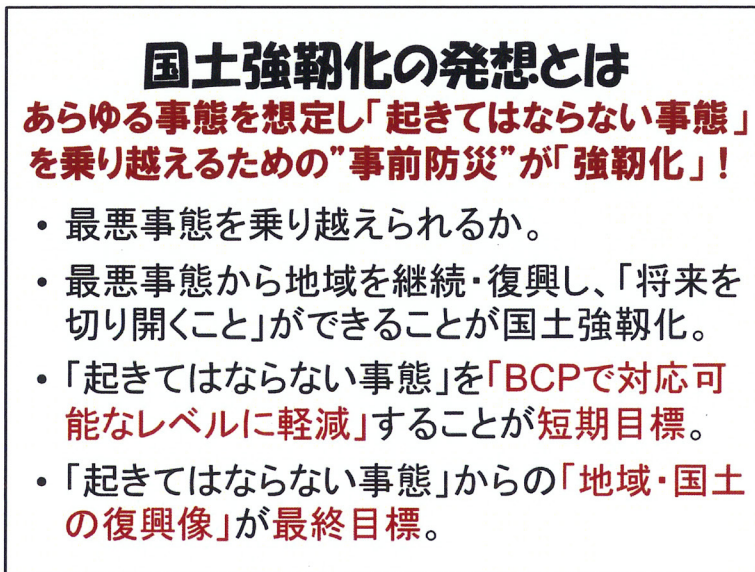 国土強靭化の発想とは
あらゆる事態を想定し「起きてはならない事態」
を乗り越えるための”事前防災”が「強靭化」!
• 最悪事態を乗り越えられるか。
• 最悪事態から地域を継続・復興し、「将来を
切り開くこと」ができることが国土強靭化。
• 「起きてはならない事態」を「BCPで対応可
能なレベルに軽減」することが短期目標。
• 「起きてはならない事態」からの「地域・国土
の復興像」が最終目標。